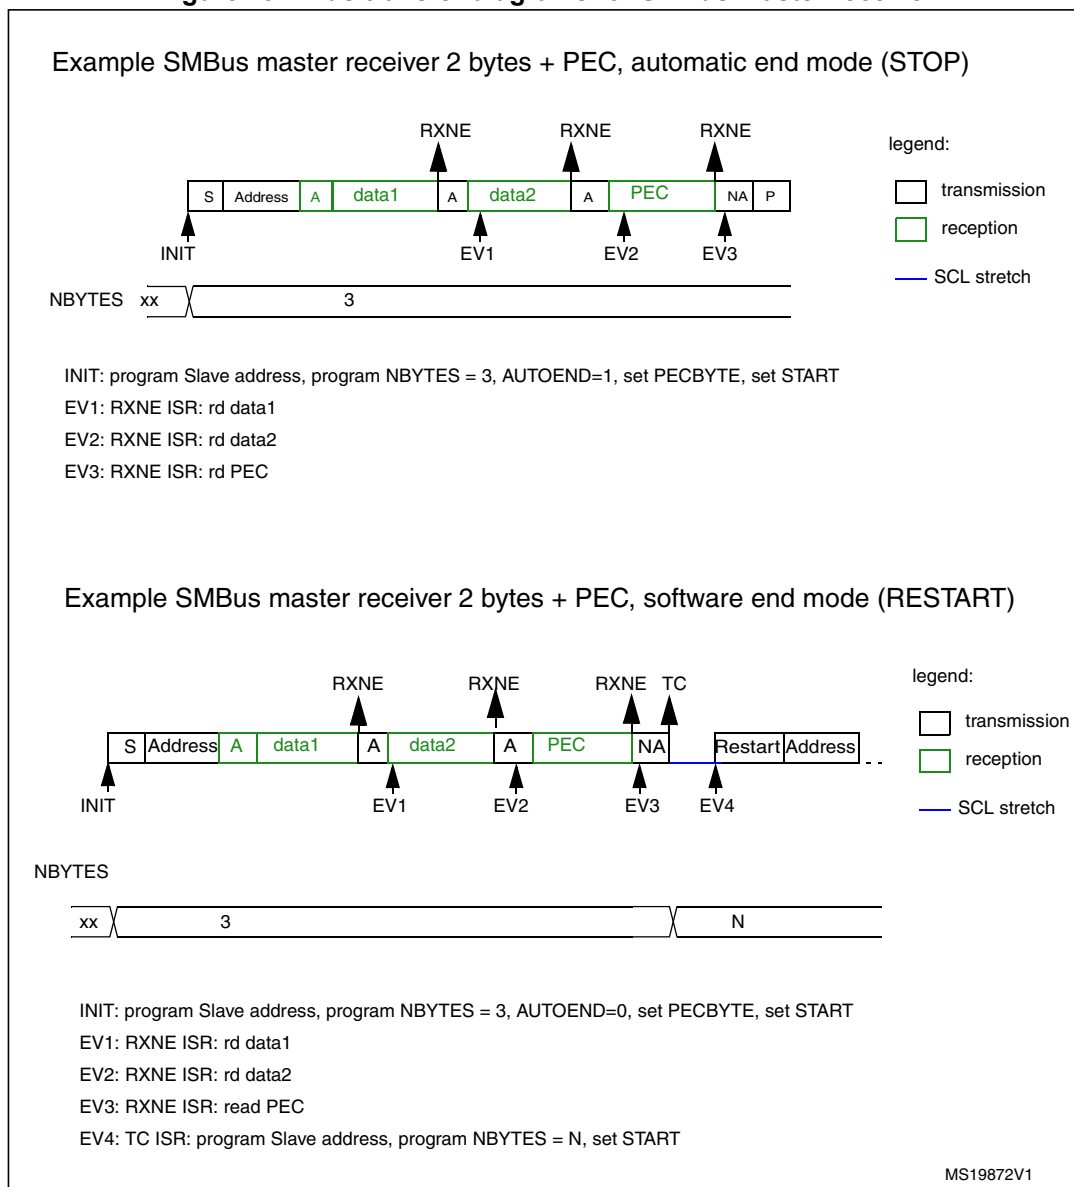 Example SMBus master receiver 2 bytes + PEC, automatic end mode (STOP)
RXNE RXNE RXNE
legend:
S Address A data1 A data2 A PEC NA P
transmission
reception
INIT EV1 EV2 EV3
SCL stretch
NBYTES xx 3
INIT: program Slave address, program NBYTES = 3, AUTOEND=1, set PECBYTE, set START
EV1: RXNE ISR: rd data1
EV2: RXNE ISR: rd data2
EV3: RXNE ISR: rd PEC
Example SMBus master receiver 2 bytes + PEC, software end mode (RESTART)
RXNE RXNE RXNE TC
legend:
transmission
S Address A data1 A data2 A PEC NA Restart Address
reception
INIT EV1 EV2 EV3 EV4
SCL stretch
NBYTES
xx 3 N
INIT: program Slave address, program NBYTES = 3, AUTOEND=0, set PECBYTE, set START
EV1: RXNE ISR: rd data1
EV2: RXNE ISR: rd data2
EV3: RXNE ISR: read PEC
EV4: TC ISR: program Slave address, program NBYTES = N, set START
MS19872V1